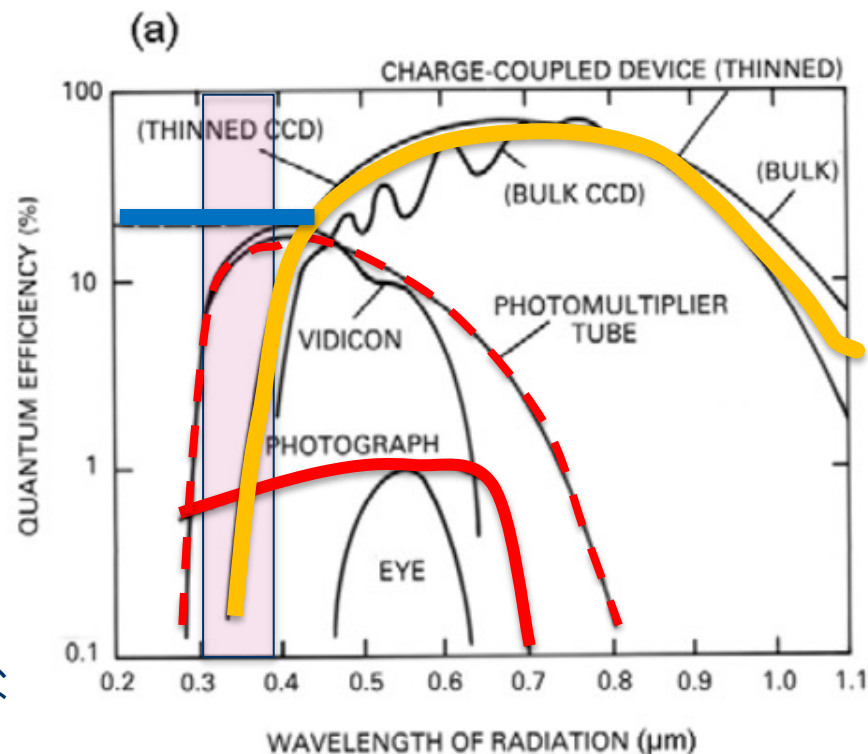 (a)
CHARGE-COUPLED DEVICE (THINNED)
100
(THINNED CCD)
(BULK)
(BULK CCD)
QUANTUM EFFICIENCY (%)
10
PHOTOMULTIPLIER
TUBE
VIDICON
PHOTOGRAPH
1
EYE
0.1
0.2 0.3 0.4 0.5 0.6 0.7 0.8 0.9 1.0 1.1
WAVELENGTH OF RADIATION (μm)